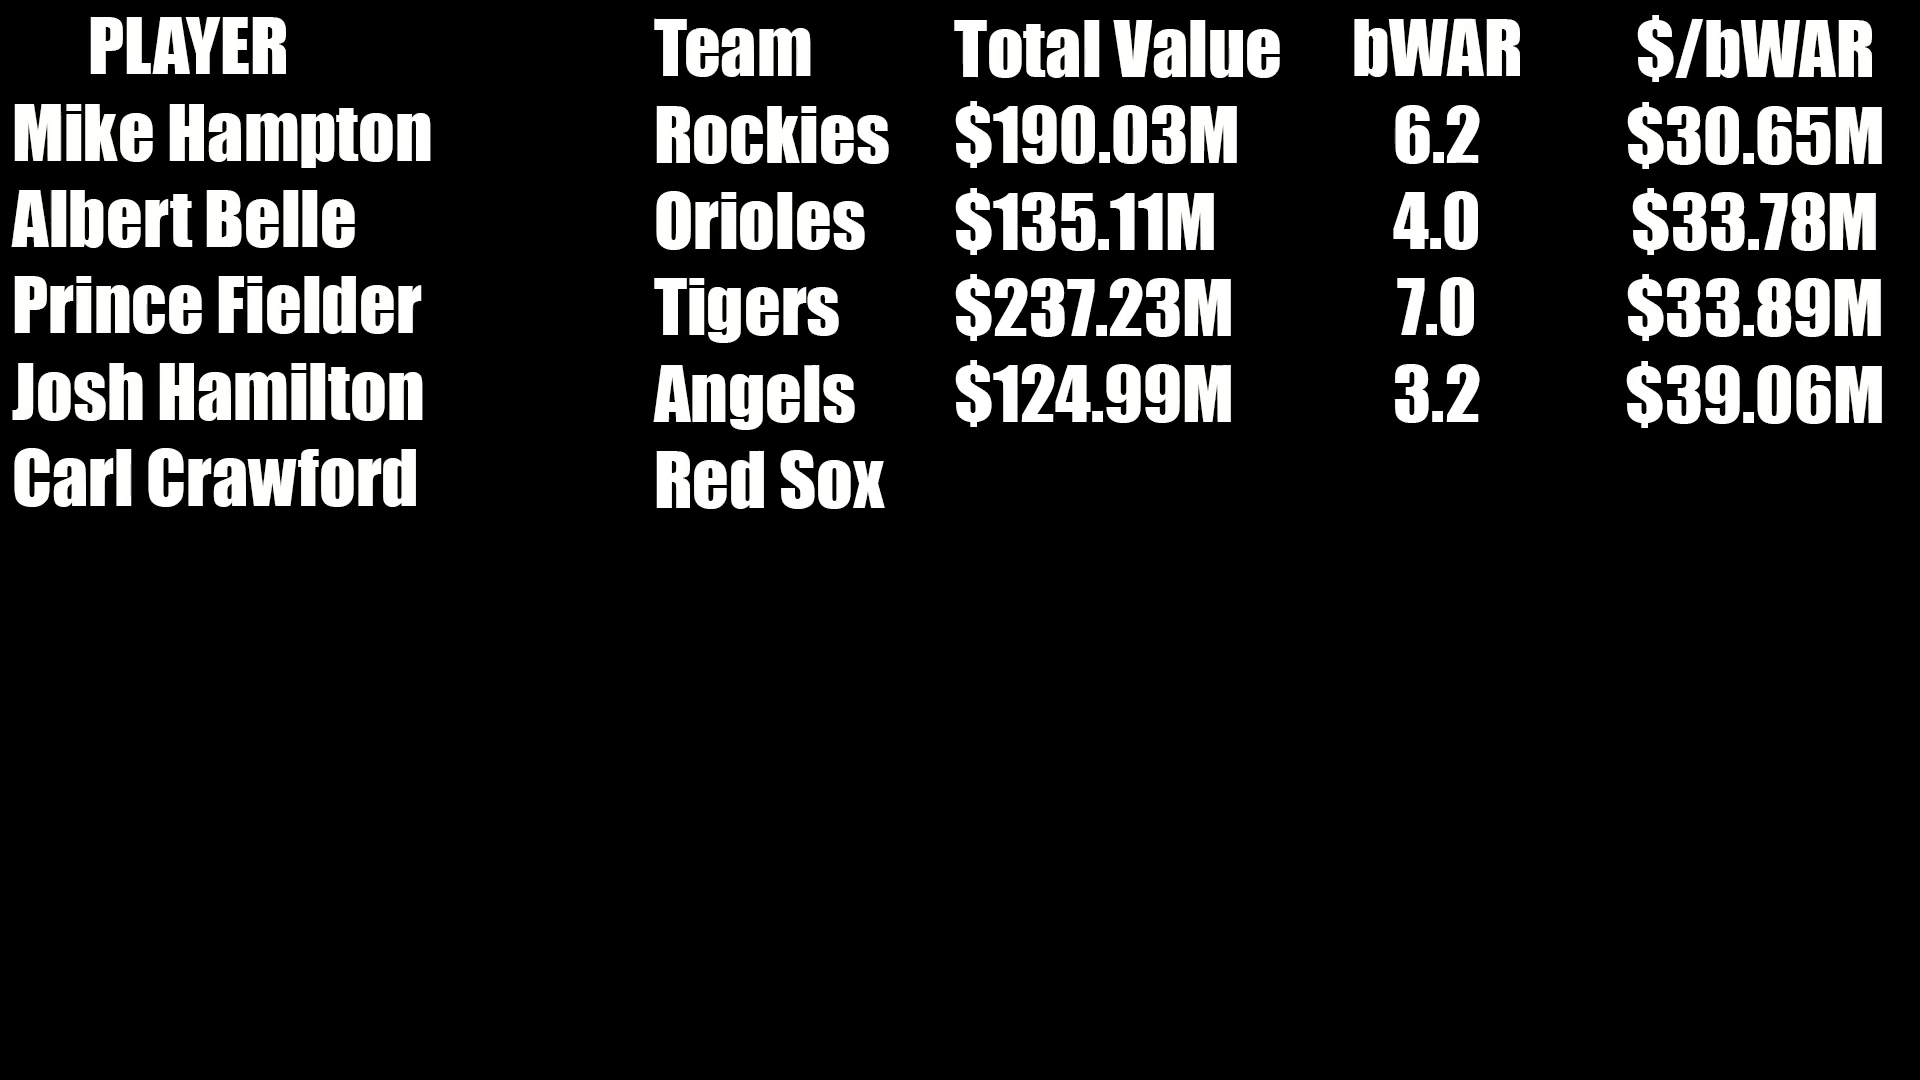 PLAYER Team Total Value bWAR $/bWAR
Mike Hampton Rockies $190.03M 6.2 $30.65M
Albert Belle Orioles $135.11M 4.0 $33.78M
Prince Fielder Tigers $237.23M 7.0 $33.89M
Josh Hamilton Angels $124.99M 3.2 $39.06M
Carl Crawford Red Sox